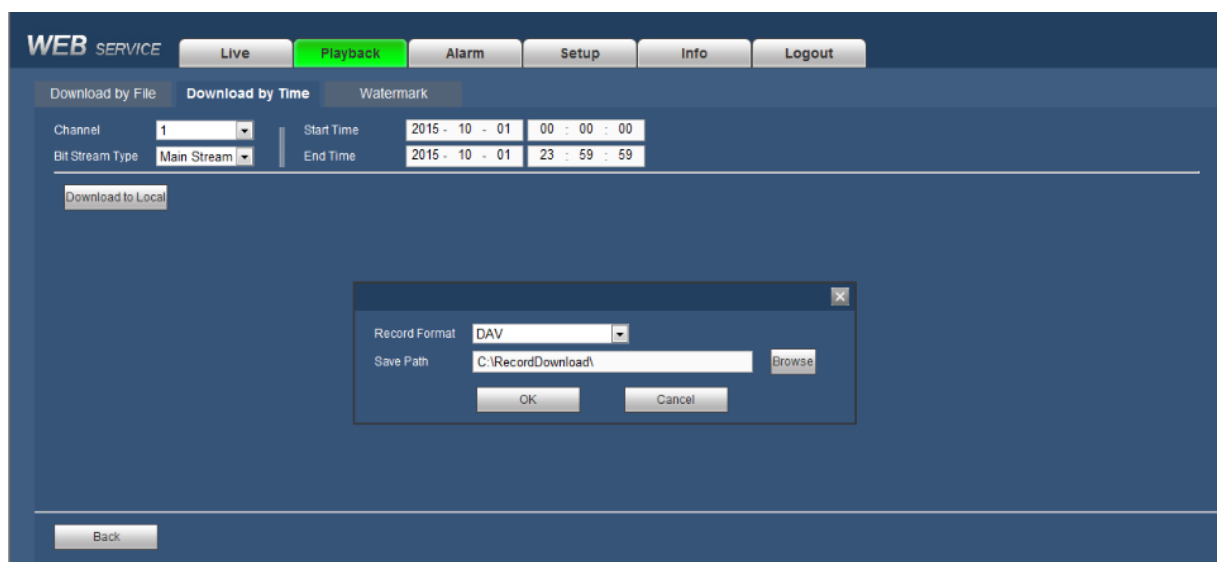 WEB SERVICE Live Playback Alarm Setup Info Logout
Download by File Download by Time Watermark
Channel 1 Start Time 2015 - 10 - 01 00 : 00 : 00
Bit Stream Type Main Stream End Time 2015 - 10 - 01 23 : 59 : 59
Download to Local
Record Format DAV
Save Path C:\RecordDownload\ Browse
OK Cancel
Back